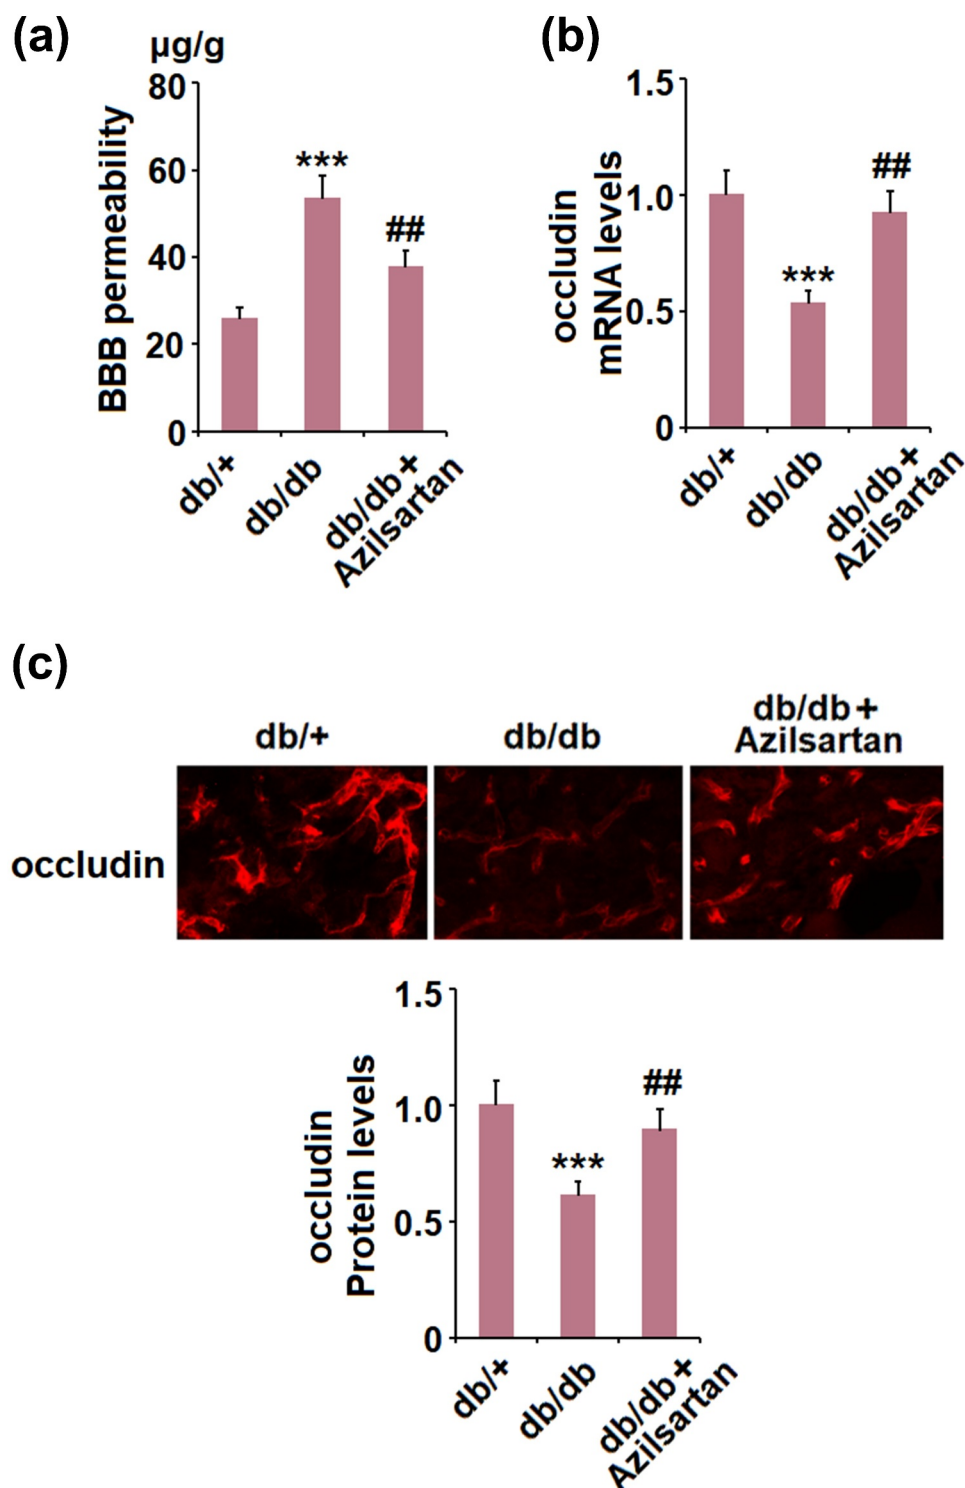 (a)
µg/g
BBB permeability
80
60
40
20
0
***
##
db/+
db/db
db/db+
Azilsartan
(b)
occludin
mRNA levels
1.5
1.0
0.5
0
***
##
db/+
db/db
db/db+
Azilsartan
(c)
db/+
db/db
db/db+
Azilsartan
occludin
occludin
Protein levels
1.5
1.0
0.5
0
***
##
db/+
db/db
db/db+
Azilsartan